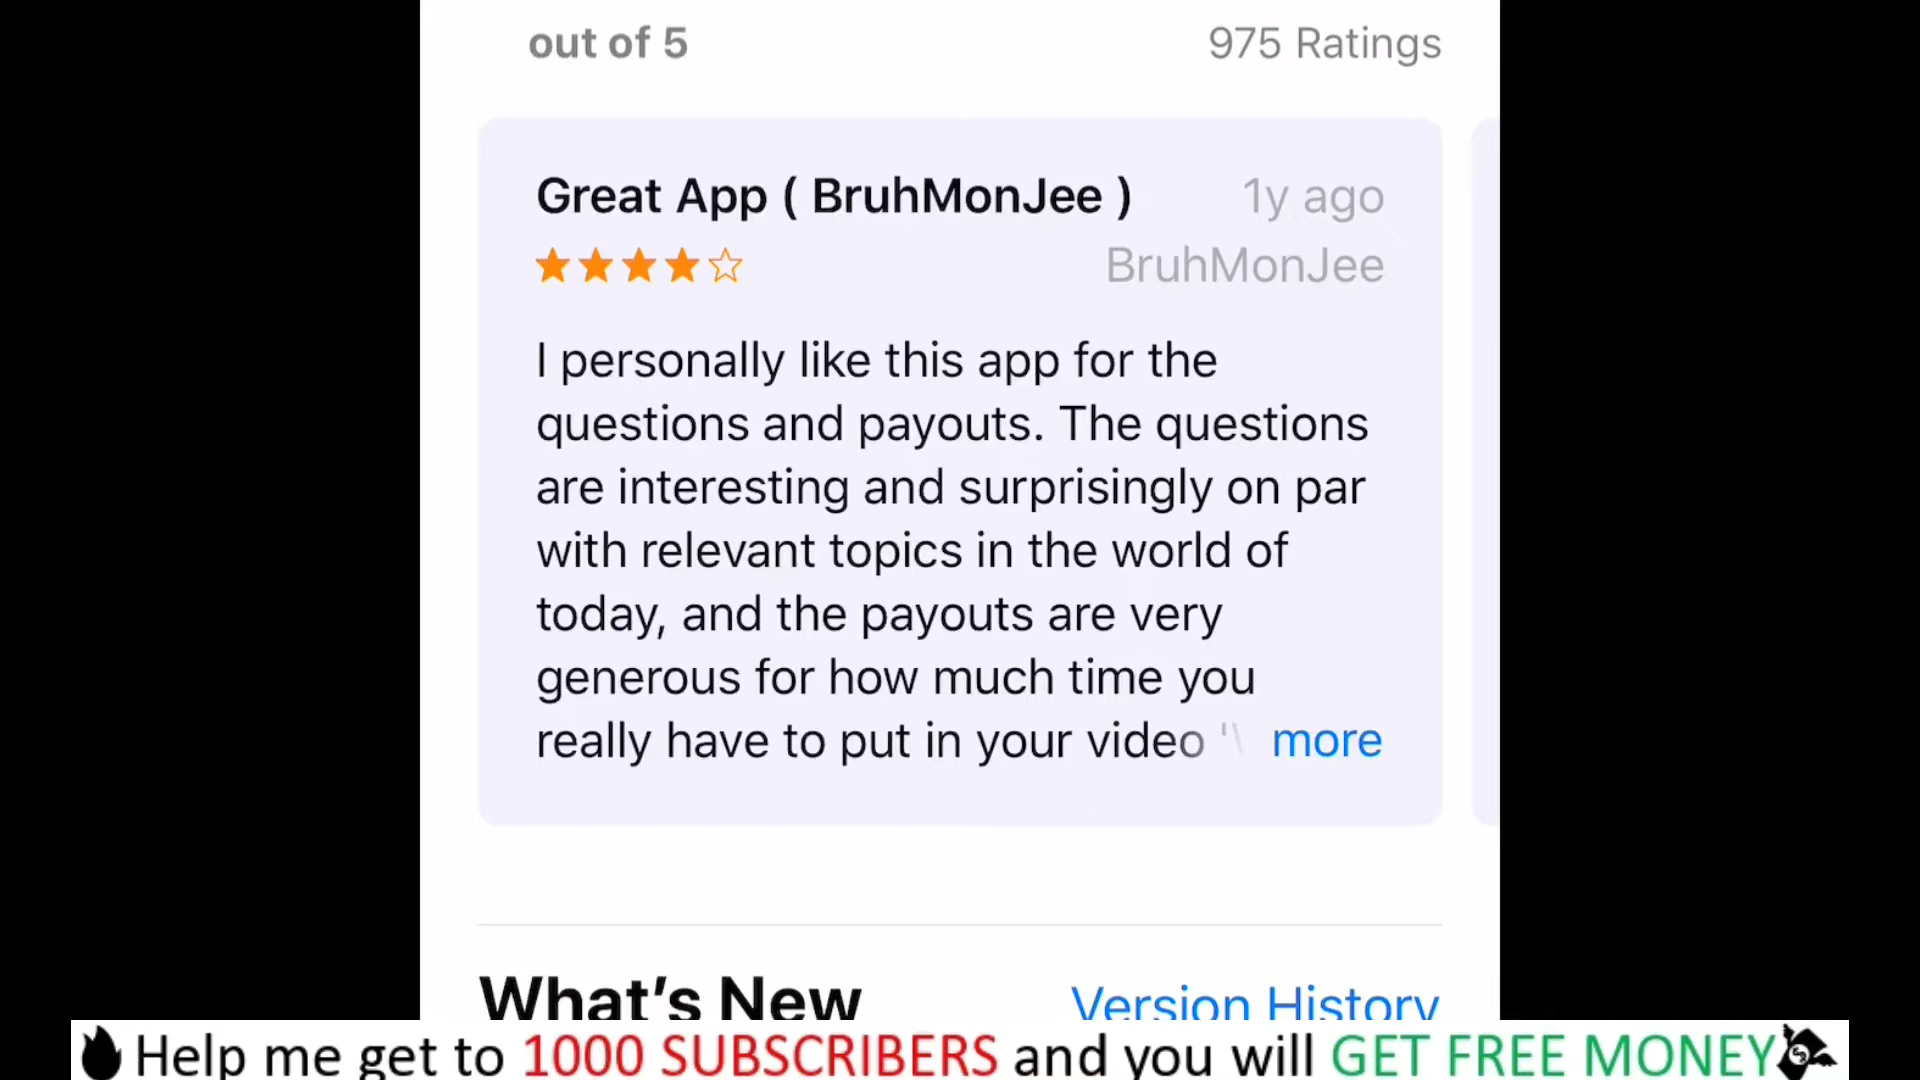 out of 5 975 Ratings
Great App ( BruhMonJee ) 1y ago
BruhMonJee
I personally like this app for the
questions and payouts. The questions
are interesting and surprisingly on par
with relevant topics in the world of
today, and the payouts are very
generous for how much time you
really have to put in your video more
What's New Version History
Help me get to 1000 SUBSCRIBERS and you will GET FREE MONEY